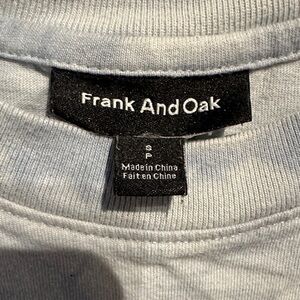 Frank And Oak
S
P
Made in China
Fait en Chine